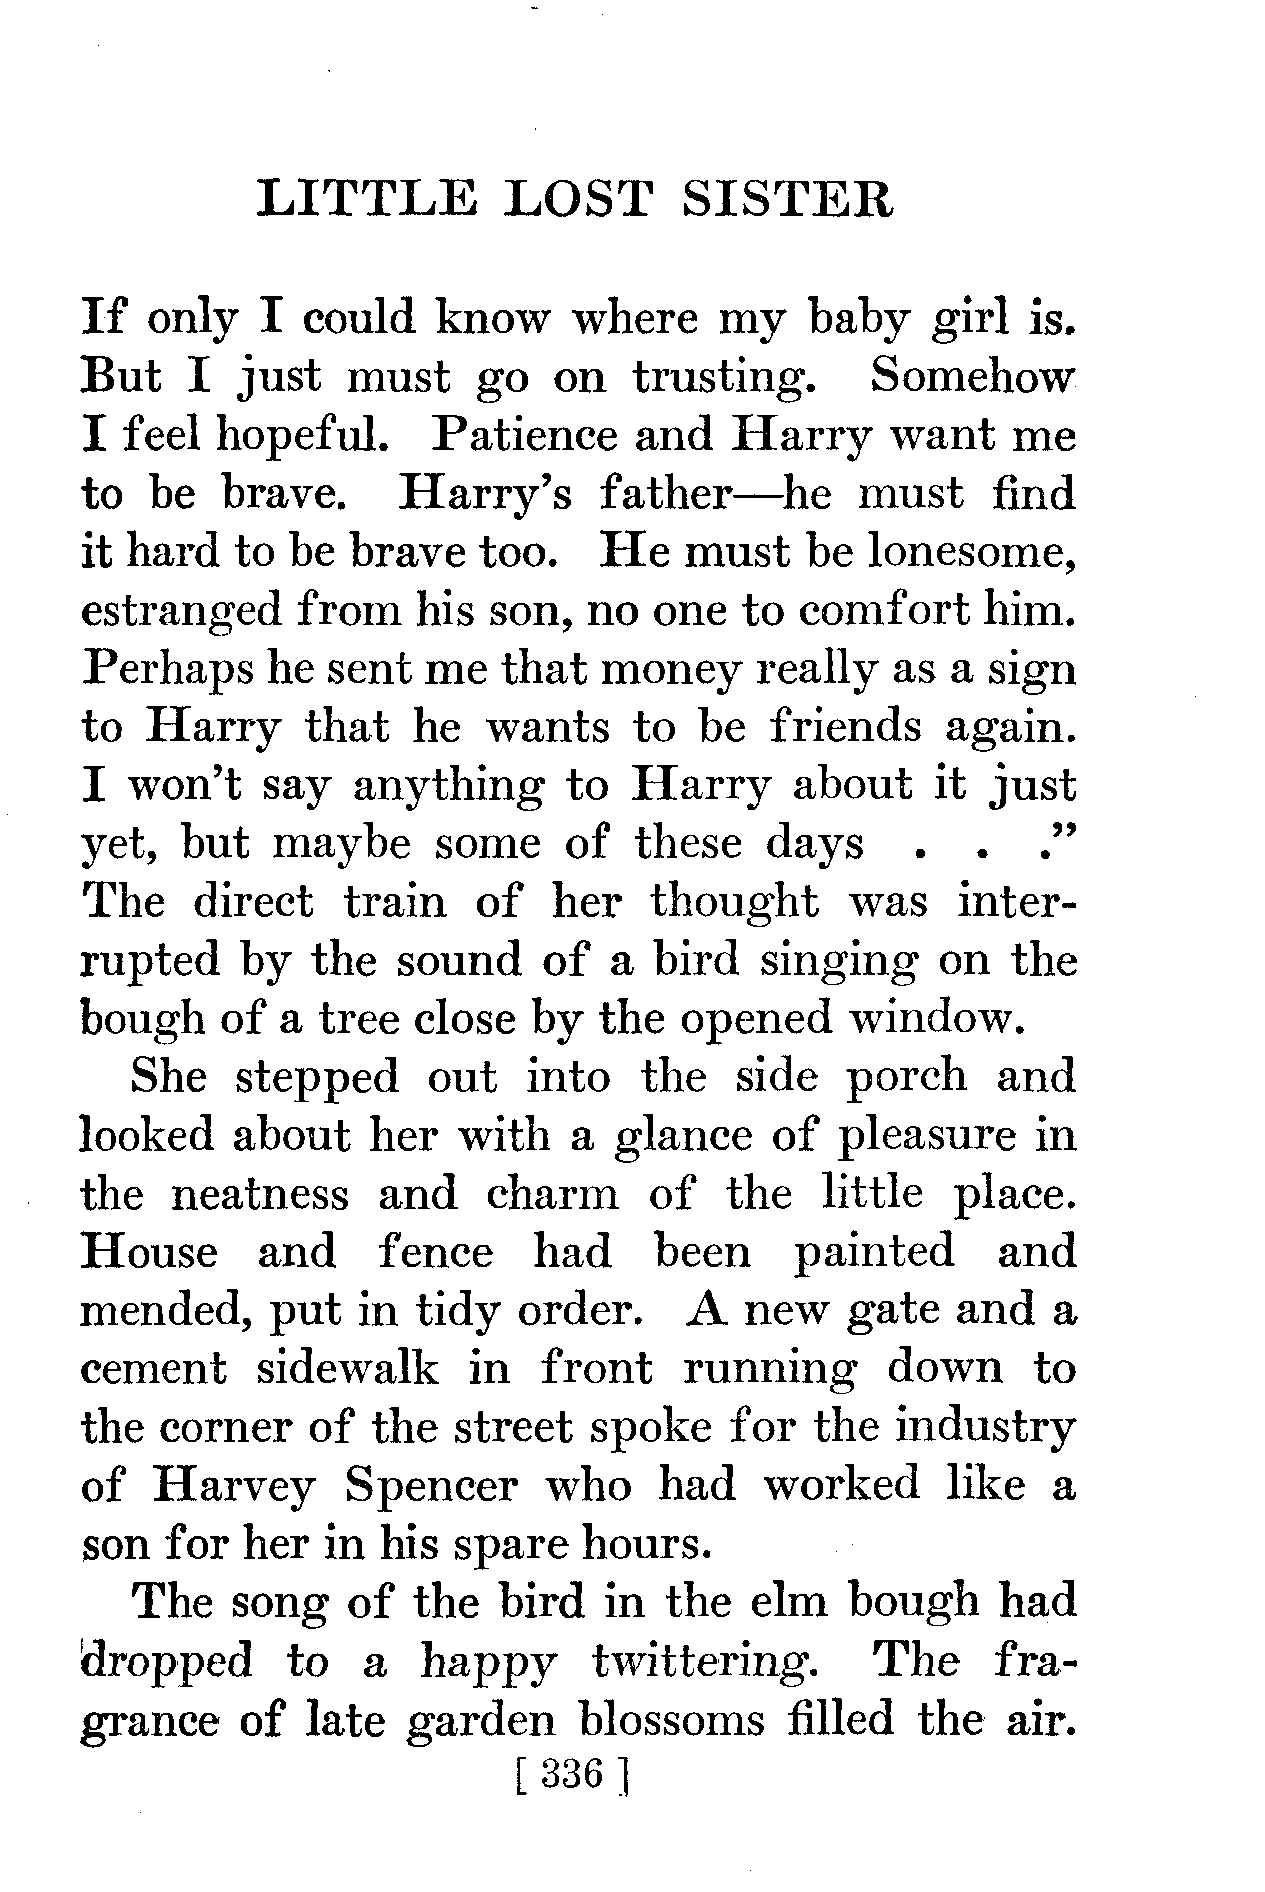 LITTLE LOST SISTER
If only I could know where my baby girl is.
But I just must go on trusting. Somehow
I feel hopeful. Patience and Harry want me
to be brave. Harry's father—he must find
it hard to be brave too. He must be lonesome,
estranged from his son, no one to comfort him.
Perhaps he sent me that money really as a sign
to Harry that he wants to be friends again.
I won't say anything to Harry about it just
yet, but maybe some of these days . . ."
The direct train of her thought was inter-
rupted by the sound of a bird singing on the
bough of a tree close by the opened window.
She stepped out into the side porch and
looked about her with a glance of pleasure in
the neatness and charm of the little place.
House and fence had been painted and
mended, put in tidy order. A new gate and a
cement sidewalk in front running down to
the corner of the street spoke for the industry
of Harvey Spencer who had worked like a
son for her in his spare hours.
The song of the bird in the elm bough had
dropped to a happy twittering. The fra-
grance of late garden blossoms filled the air.
[ 336 ]